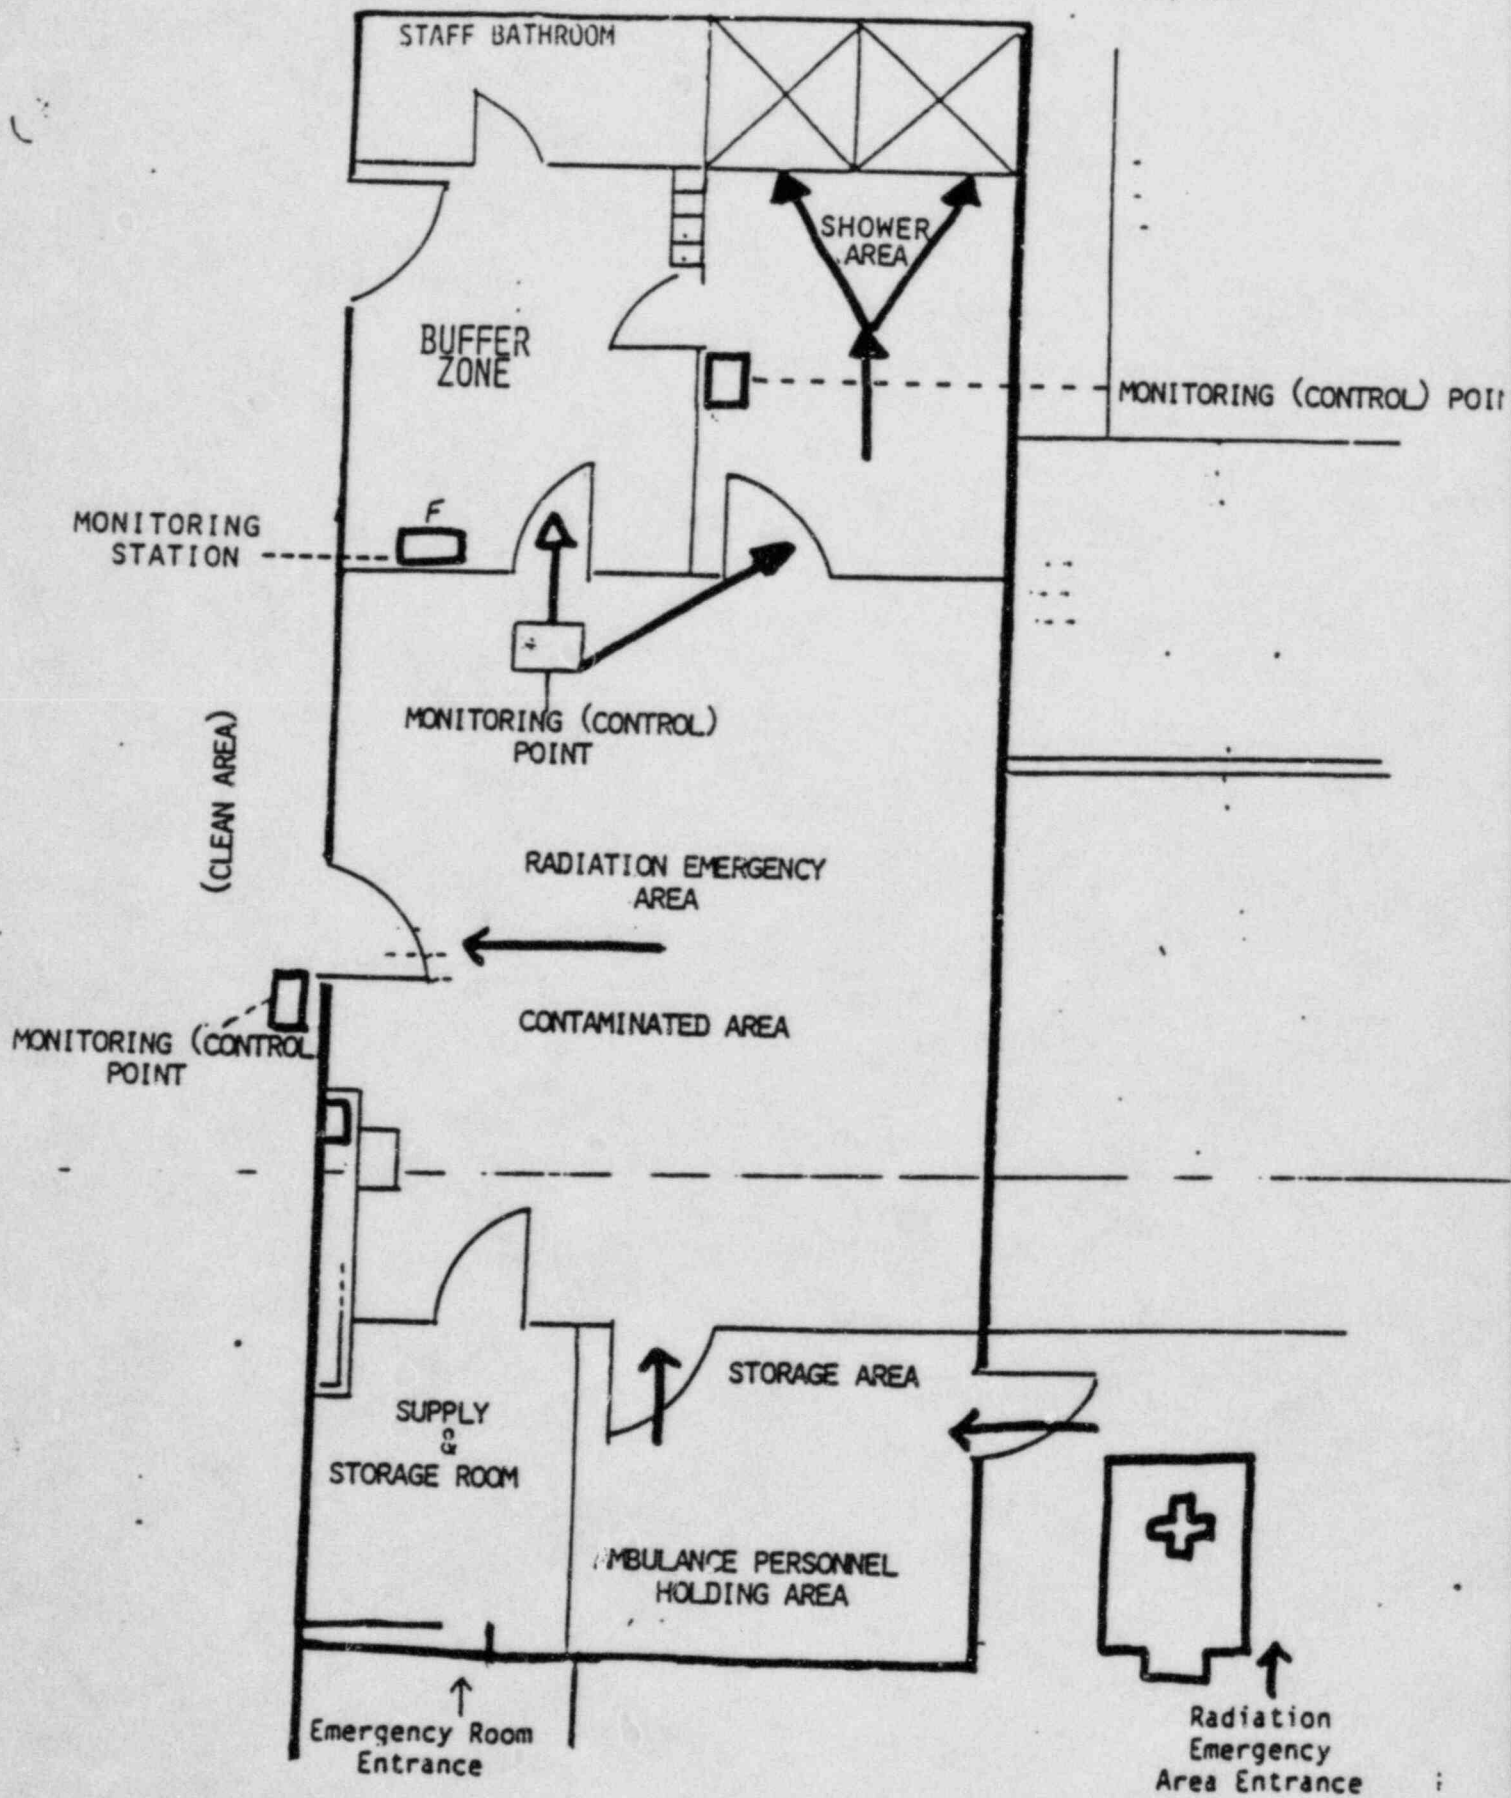 STAFF BATHROOM
SHOWER
AREA
BUFFER
ZONE
MONITORING (CONTROL) POI
MONITORING
STATION
F
MONITORING (CONTROL)
POINT
(CLEAN AREA)
RADIATION EMERGENCY
AREA
CONTAMINATED AREA
MONITORING (CONTROL
POINT
STORAGE AREA
SUPPLY
&
STORAGE ROOM
MBULANCE PERSONNEL
HOLDING AREA
Emergency Room
Entrance
Radiation
Emergency
Area Entrance